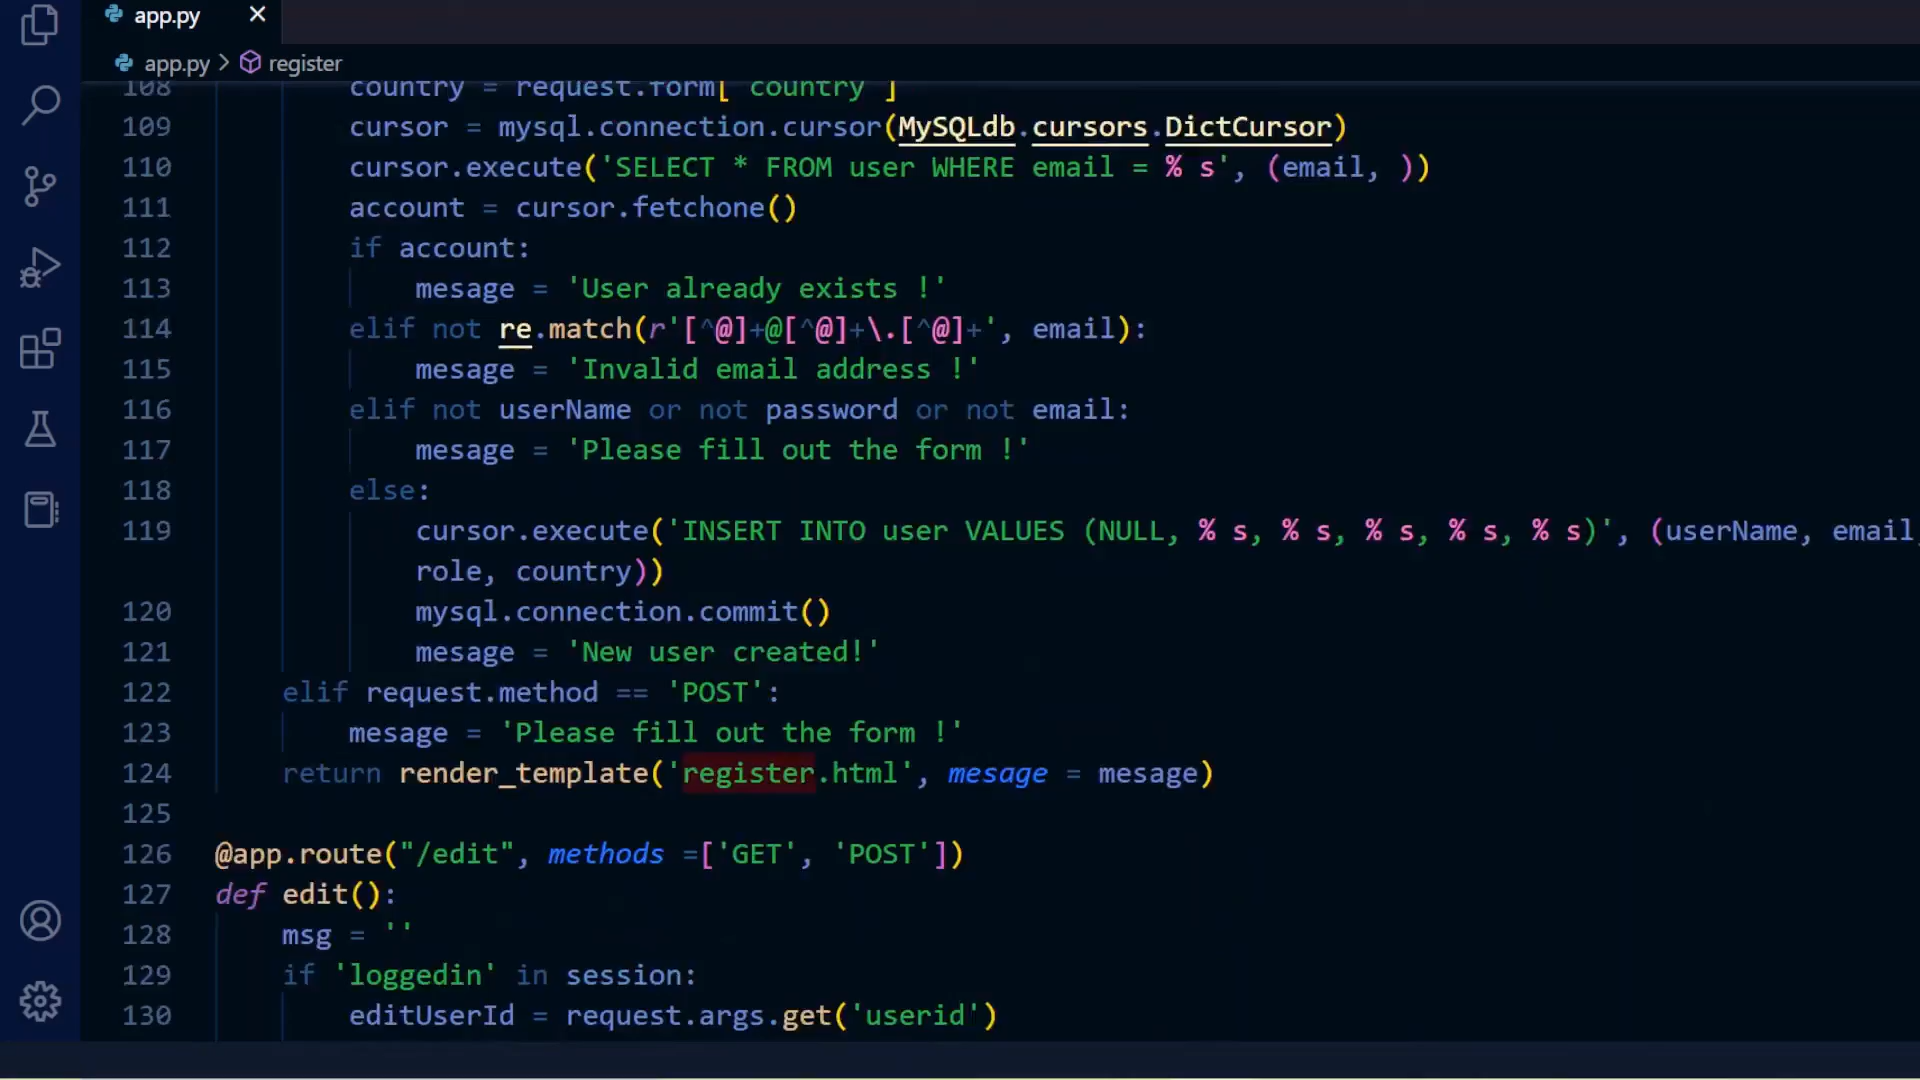 app.py
app.py > register
108 country = request.form[ country ]
109 cursor = mysql.connection.cursor(MySQLdb.cursors.DictCursor)
110 cursor.execute('SELECT * FROM user WHERE email = % s', (email, ))
111 account = cursor.fetchone()
112 if account:
113 mesage = 'User already exists !'
114 elif not re.match(r'[^@]+@[^@]+\.[^@]+', email):
115 mesage = 'Invalid email address !'
116 elif not userName or not password or not email:
117 mesage = 'Please fill out the form !'
118 else:
119 cursor.execute('INSERT INTO user VALUES (NULL, % s, % s, % s, % s, % s)', (userName, email,
role, country))
120 mysql.connection.commit()
121 mesage = 'New user created!'
122 elif request.method == 'POST':
123 mesage = 'Please fill out the form !'
124 return render_template('register.html', mesage = mesage)
125
126 @app.route("/edit", methods =['GET', 'POST'])
127 def edit():
128 msg = ''
129 if 'loggedin' in session:
130 editUserId = request.args.get('userid')